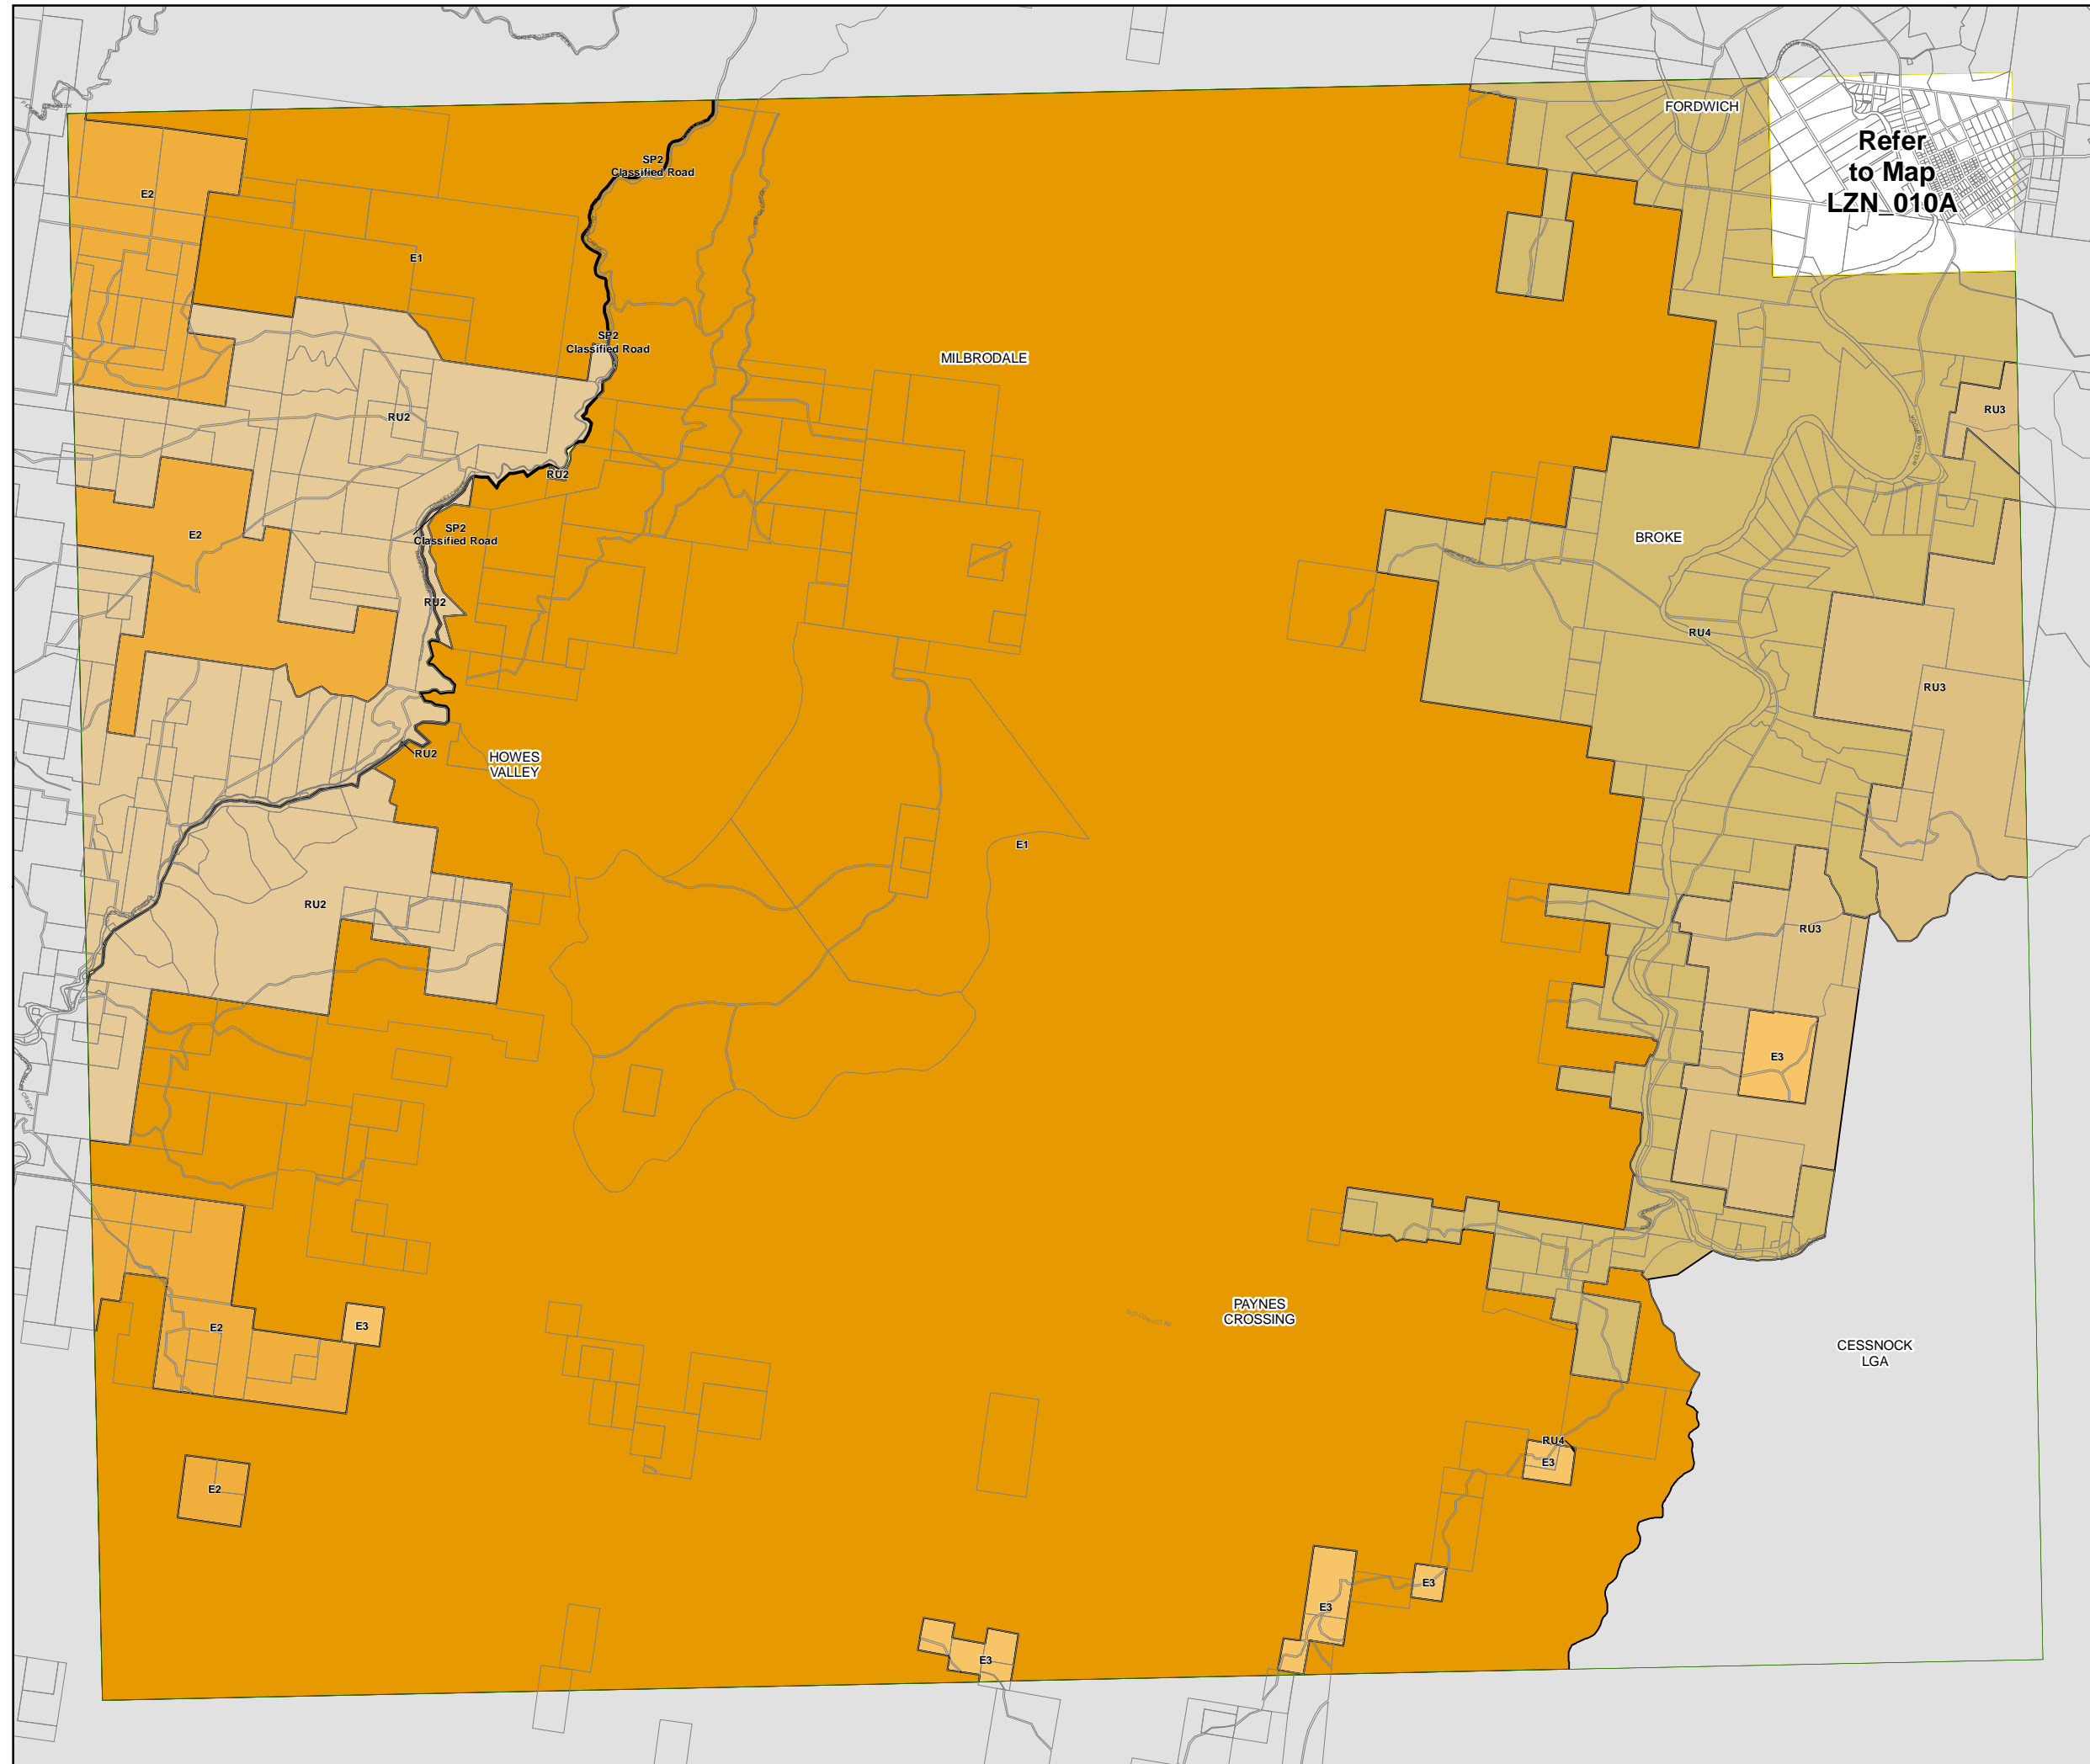 FORDWICH
Refer
to Map
LZN_010A
SP2
Classified Road
E2
E1
SP2
Classified Road
MILBRODALE
RU3
RU2
RU2
SP2
Classified Road
E2
BROKE
RU2
RU4
RU3
RU2
HOWES
VALLEY
E1
RU2
RU3
E3
PAYNES
CROSSING
E2
E3
CESSNOCK
LGA
RU4
E3
E2
E3
E3
E3
CREEK